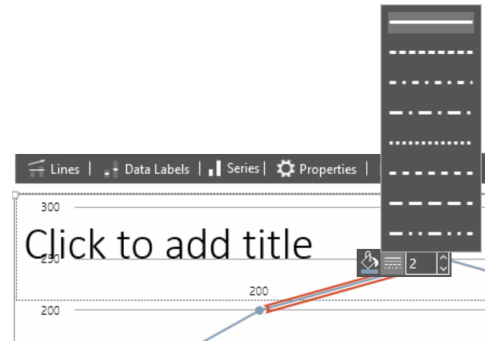 Lines | Data Labels | Series | Properties |
300
Click to add title
250
2
200
200